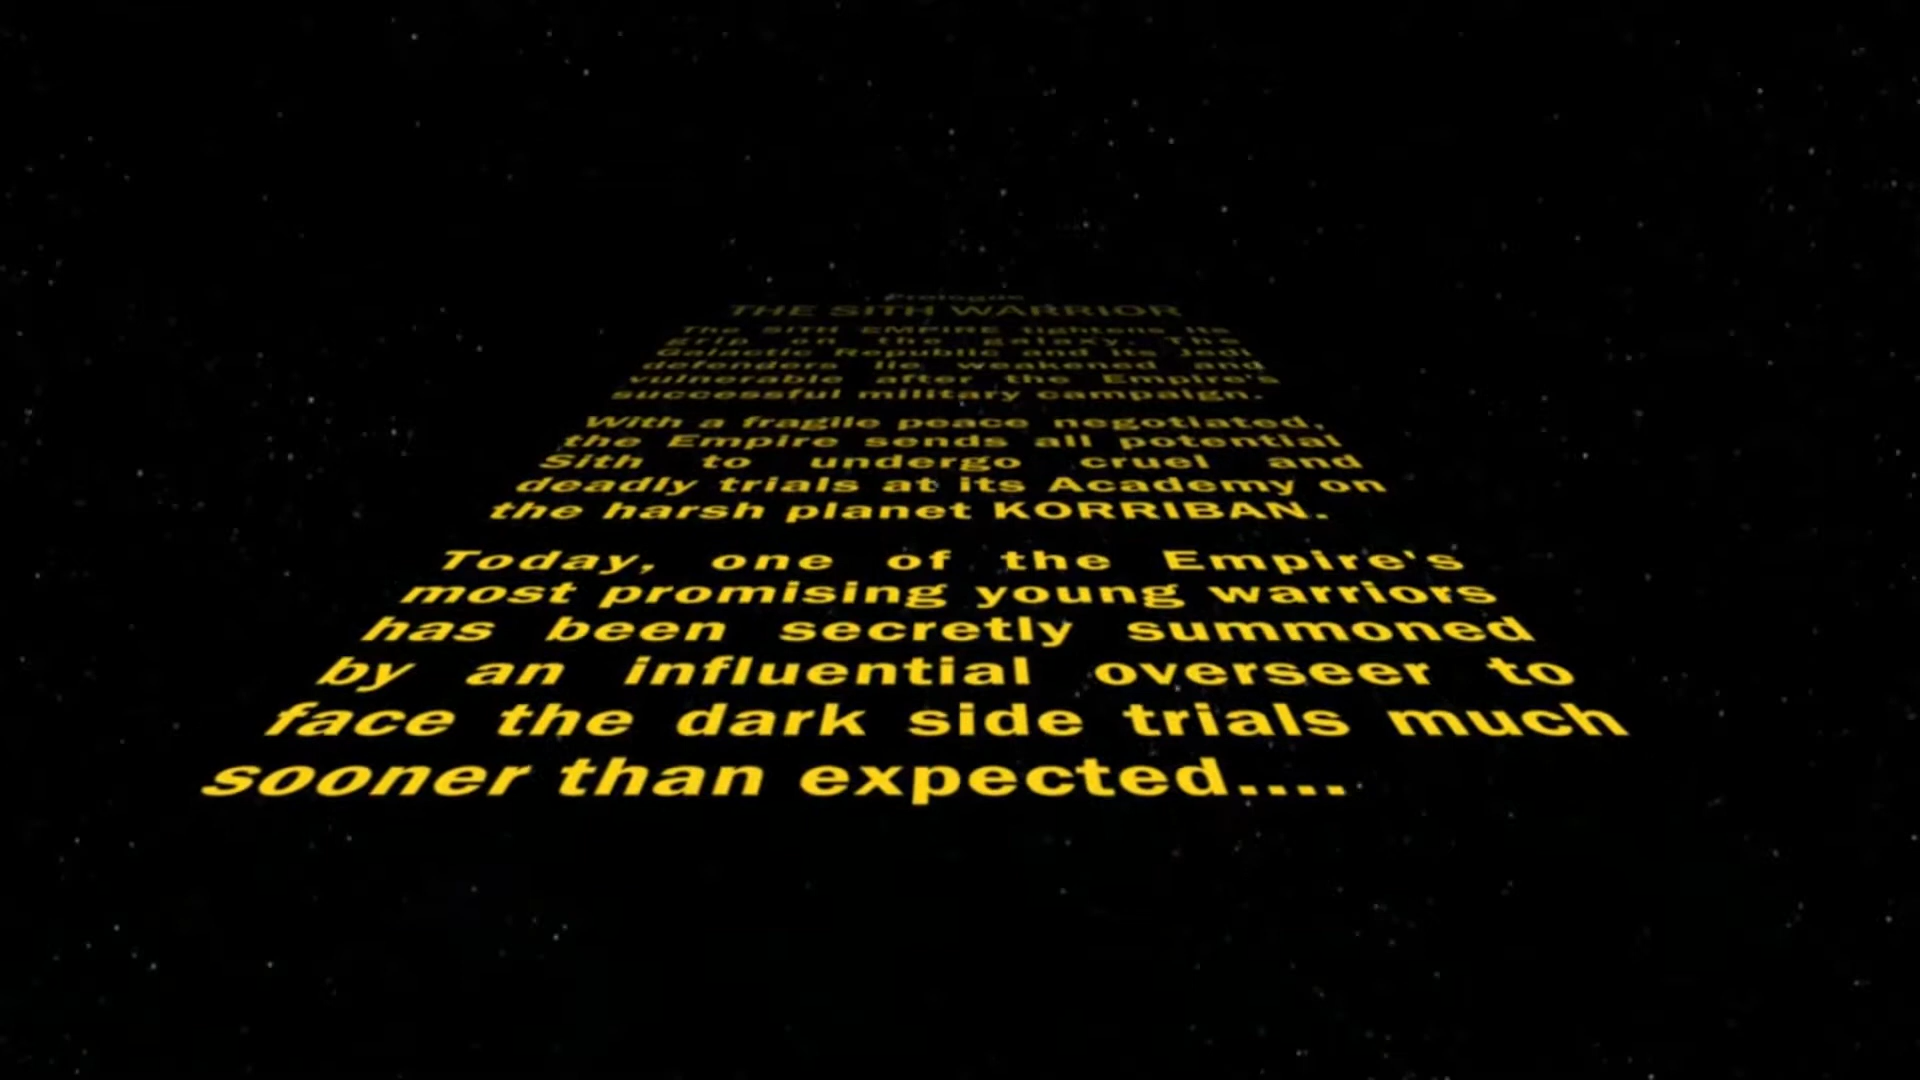 Prologue
THE SITH WARRIOR
The SITH EMPIRE tightens its
grip on the galaxy. The
Galactic Republic and its Jedi
defenders lie weakened and
vulnerable after the Empire's
successful military campaign.
With a fragile peace negotiated,
the Empire sends all potential
Sith to undergo cruel and
deadly trials at its Academy on
the harsh planet KORRIBAN.
Today, one of the Empire's
most promising young warriors
has been secretly summoned
by an influential overseer to
face the dark side trials much
sooner than expected....